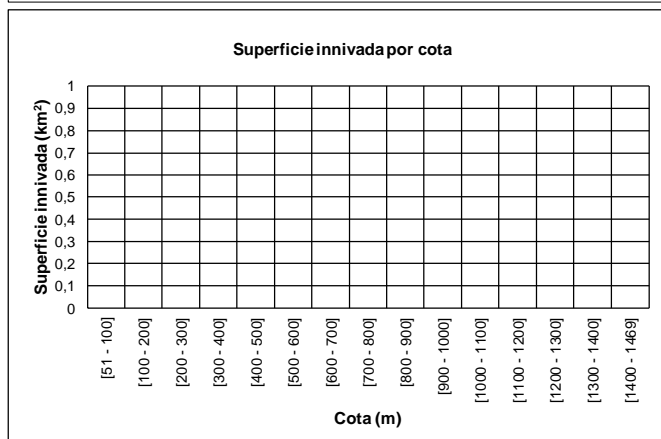 Superficie innivada por cota
Superficie innivada (km²)
1
0,9
0,8
0,7
0,6
0,5
0,4
0,3
0,2
0,1
0
[51 - 100]
[100 - 200]
[200 - 300]
[300 - 400]
[400 - 500]
[500 - 600]
[600 - 700]
[700 - 800]
[800 - 900]
[900 - 1000]
[1000 - 1100]
[1100 - 1200]
[1200 - 1300]
[1300 - 1400]
[1400 - 1469]
Cota (m)